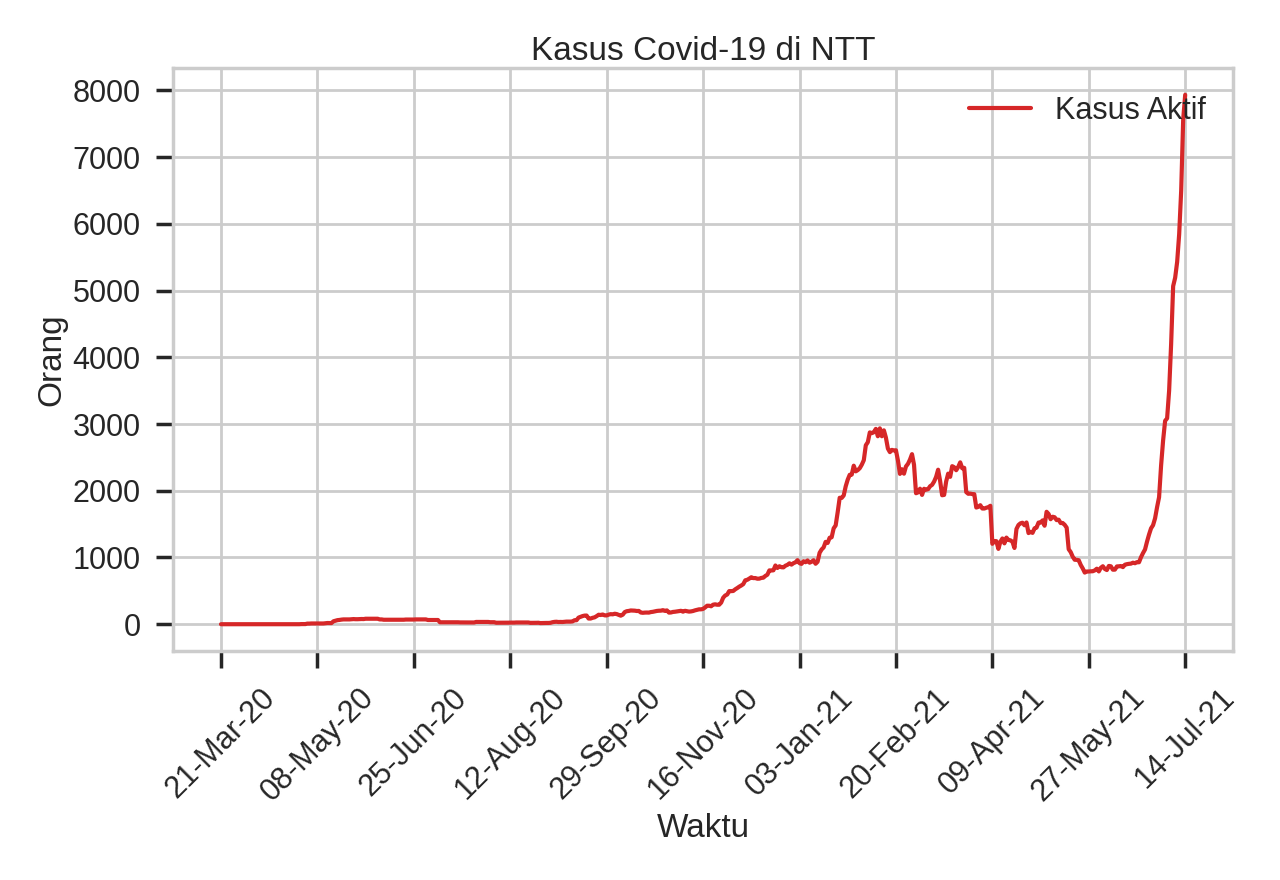 Kasus Covid-19 di NTT
Kasus Aktif
8000
7000
6000
5000
4000
3000
2000
1000
0
Orang
21-Mar-20
08-May-20
25-Jun-20
12-Aug-20
29-Sep-20
16-Nov-20
03-Jan-21
20-Feb-21
09-Apr-21
27-May-21
14-Jul-21
Waktu